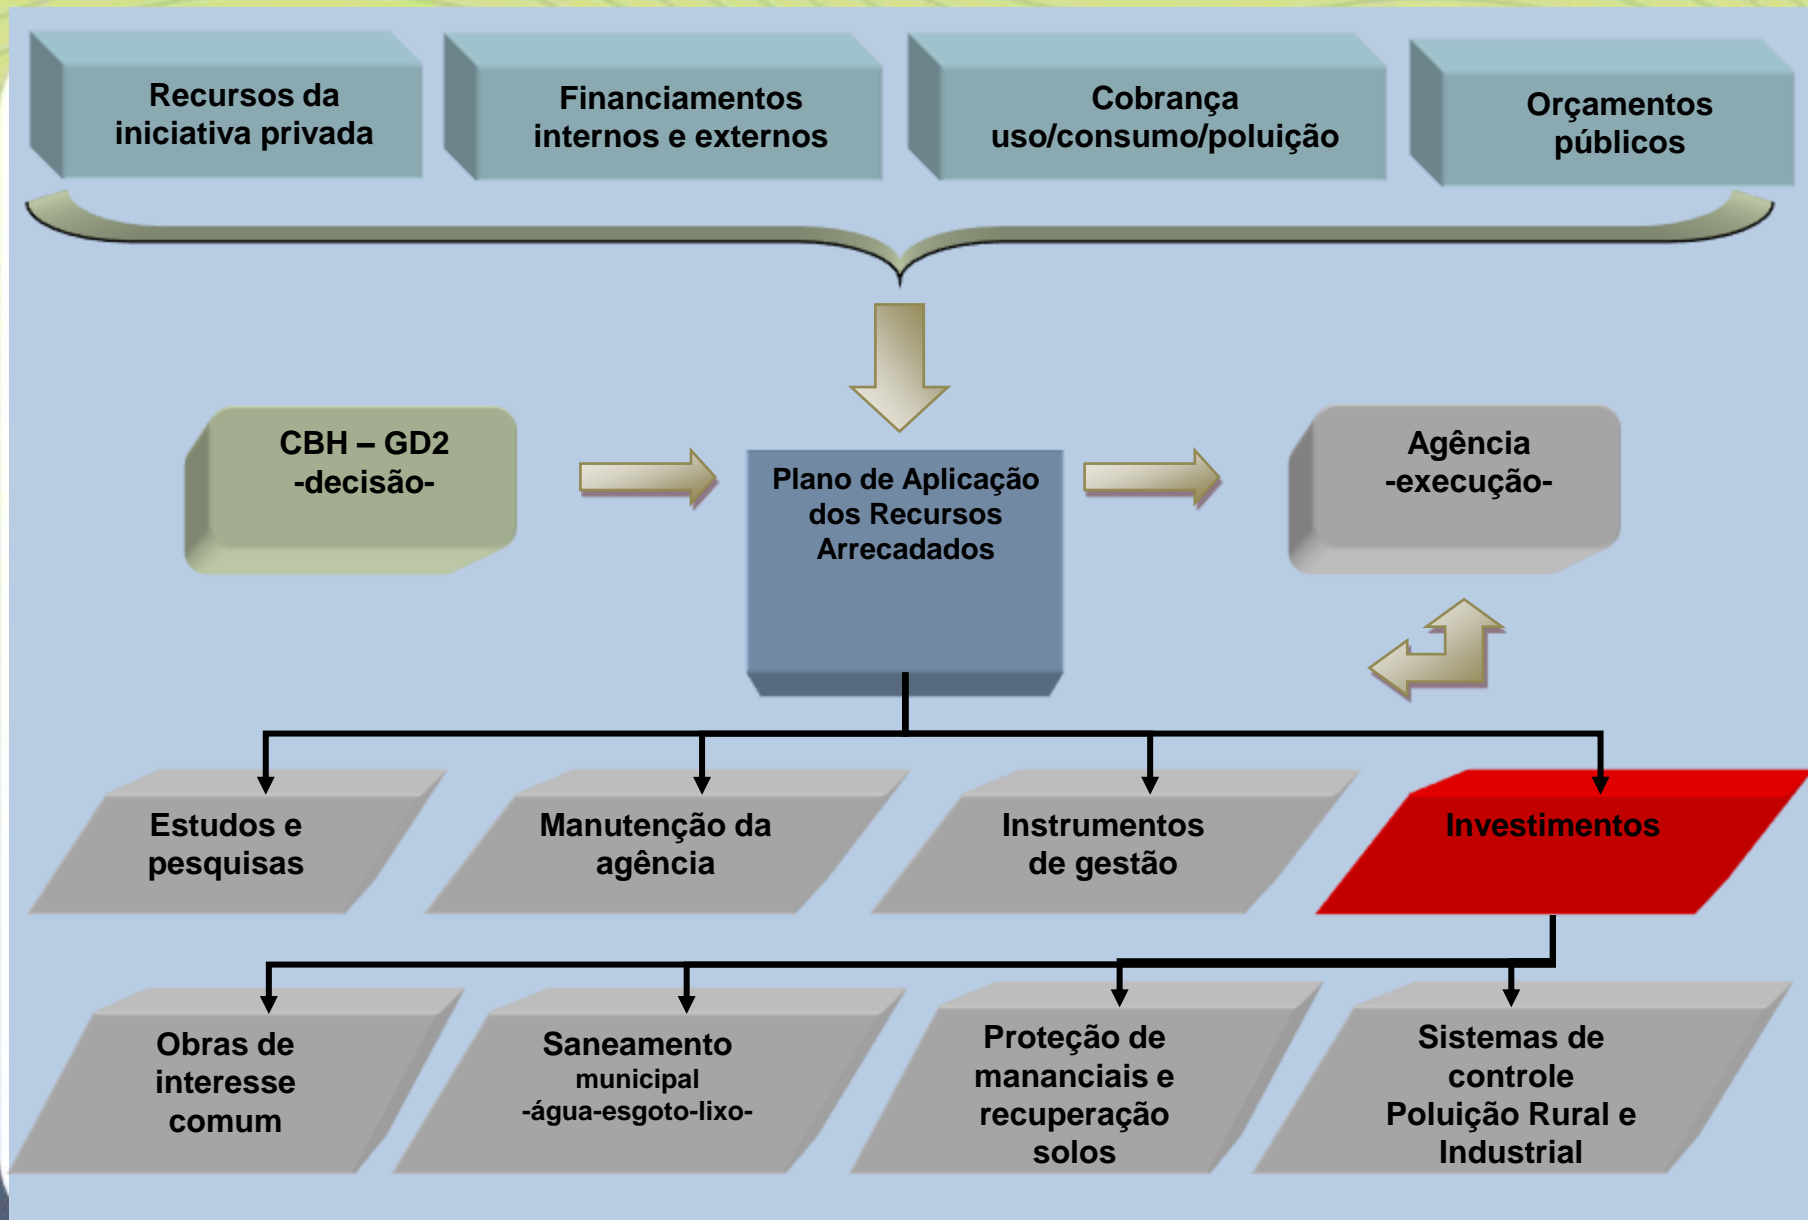 Recursos da
iniciativa privada
Financiamentos
internos e externos
Cobrança
uso/consumo/poluição
Orçamentos
públicos
CBH – GD2
-decisão-
Plano de Aplicação
dos Recursos
Arrecadados
Agência
-execução-
Estudos e
pesquisas
Manutenção da
agência
Instrumentos
de gestão
Investimentos
Obras de
interesse
comum
Saneamento
municipal
-água-esgoto-lixo-
Proteção de
mananciais e
recuperação
solos
Sistemas de
controle
Poluição Rural e
Industrial